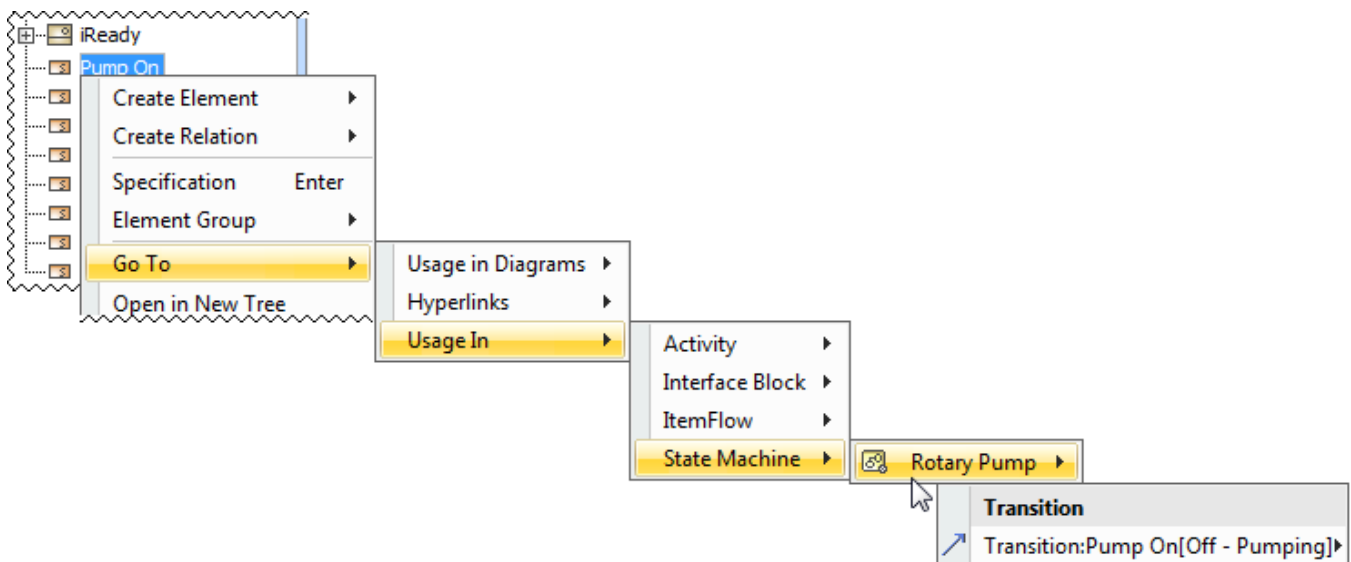 iReady
Pump On
Create Element
Create Relation
Specification Enter
Element Group
Go To
Open in New Tree
Usage in Diagrams
Hyperlinks
Usage In
Activity
Interface Block
ItemFlow
State Machine
Rotary Pump
Transition
Transition:Pump On[Off - Pumping]